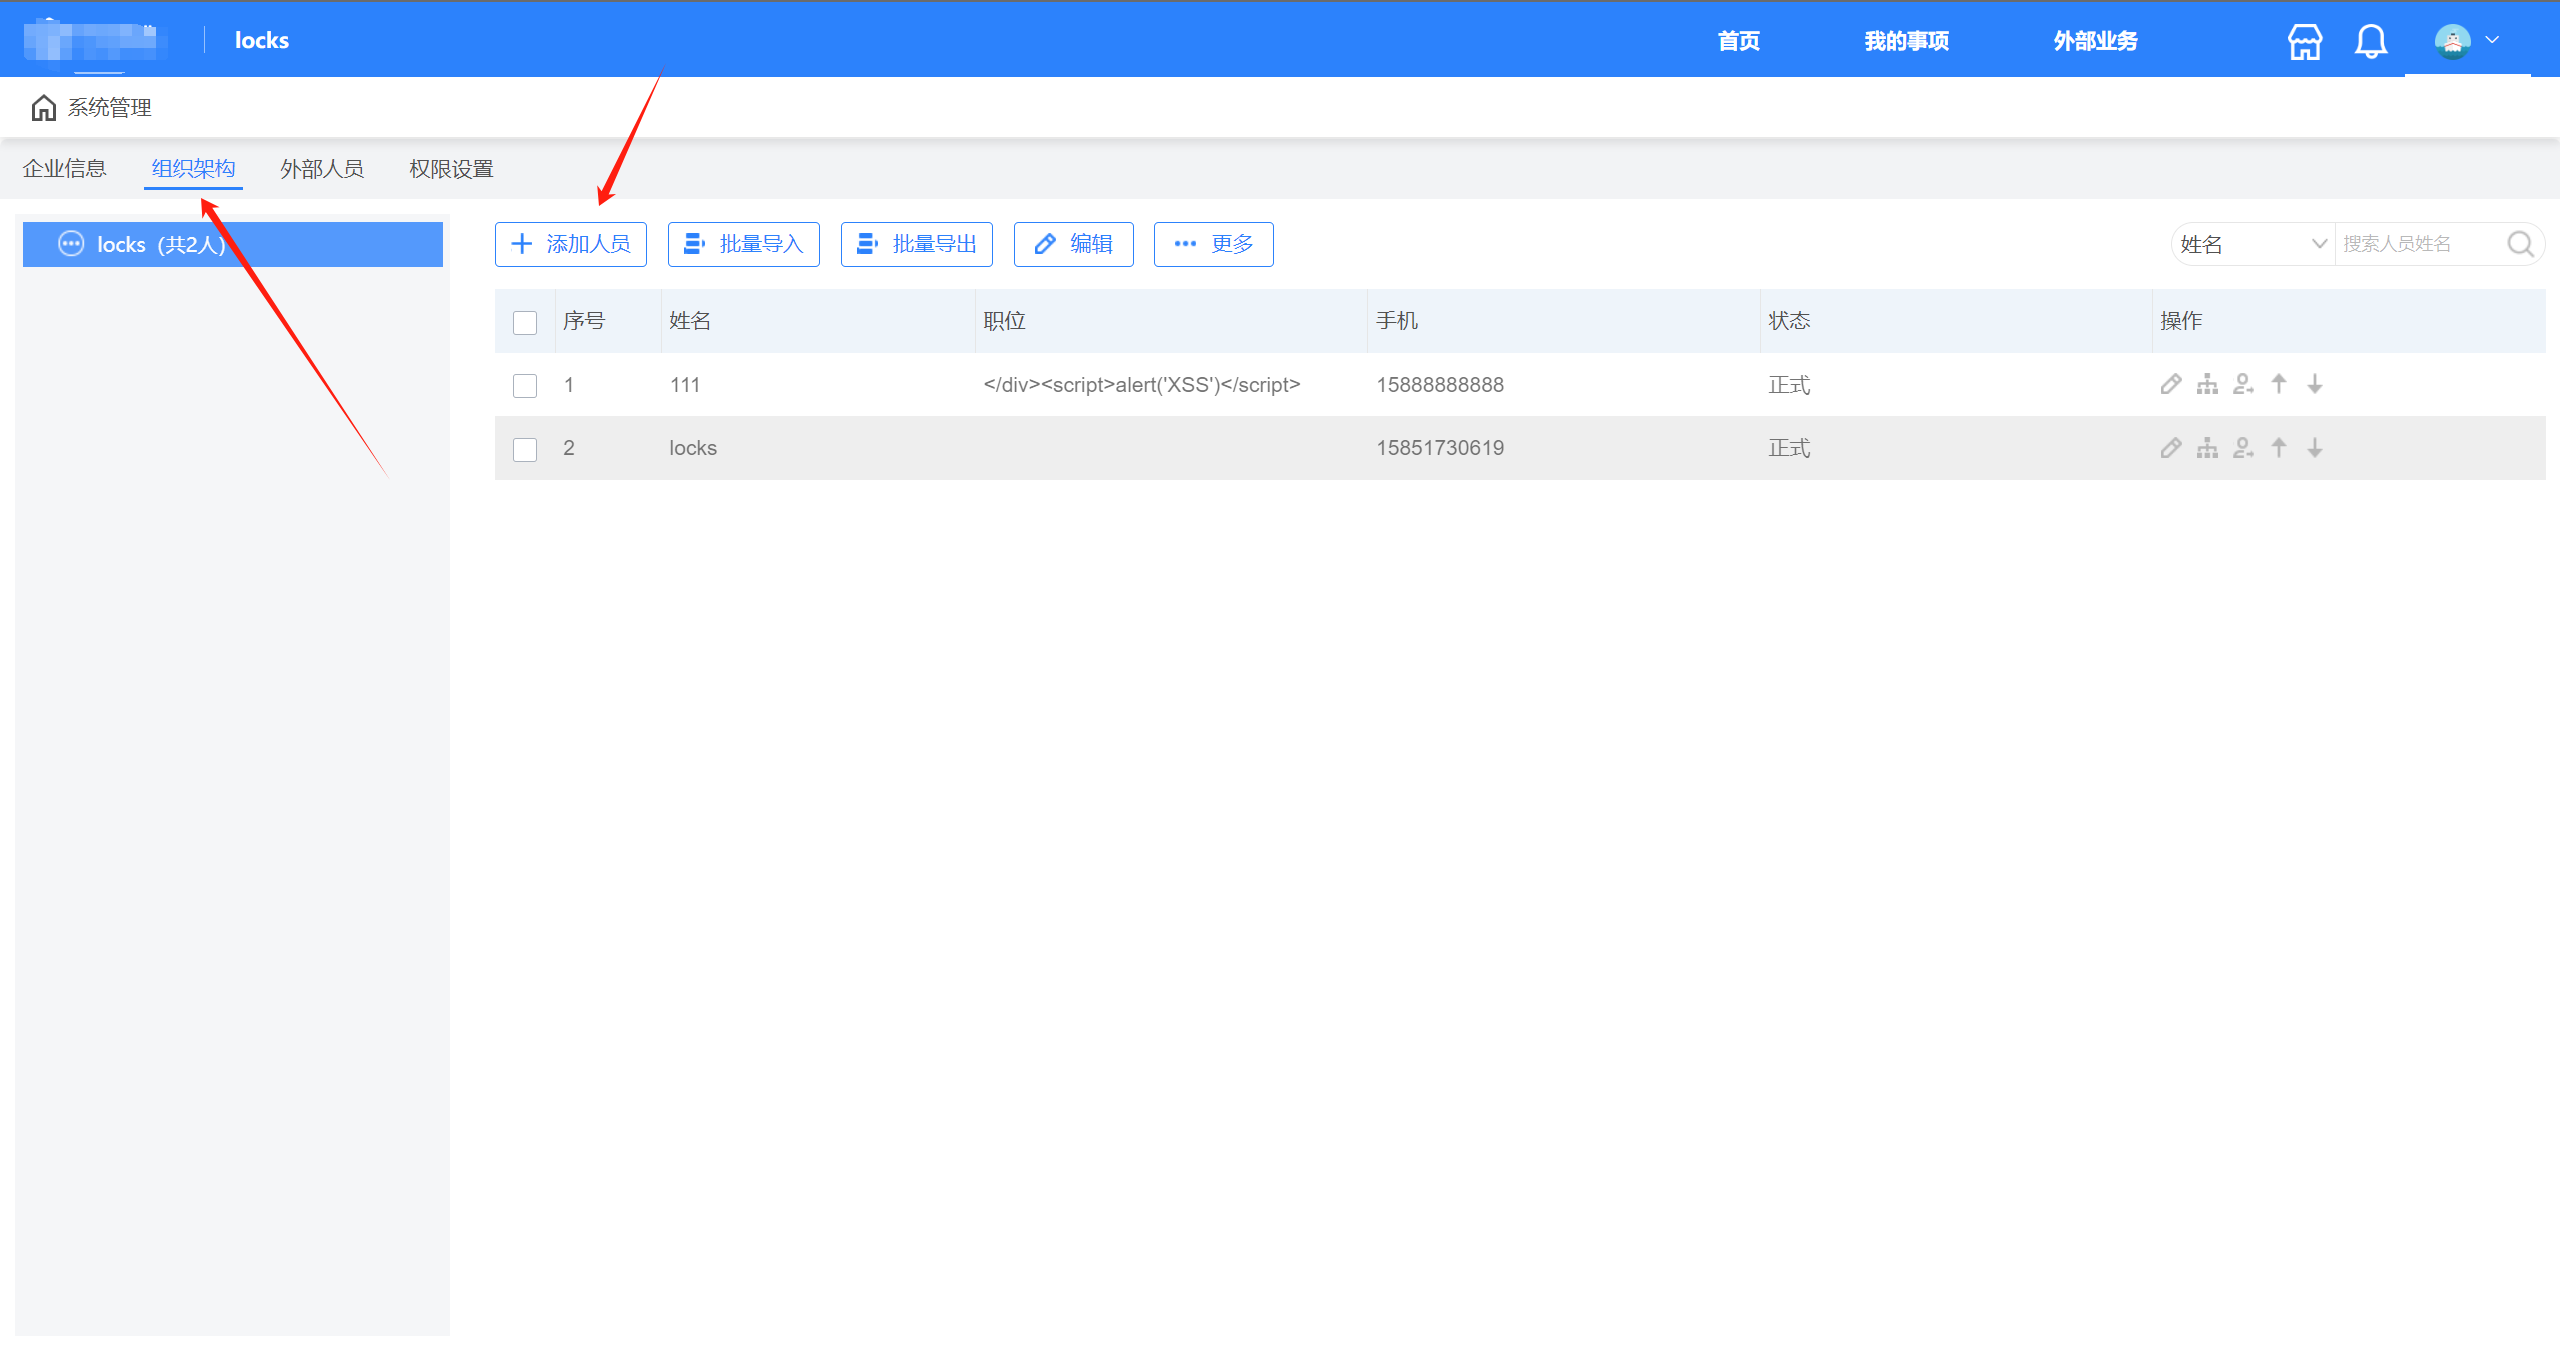 locks
首页
我的事项
外部业务
系统管理
企业信息
组织架构
外部人员
权限设置
locks (共2人)
添加人员
批量导入
批量导出
编辑
更多
姓名
搜索人员姓名
序号 姓名 职位 手机 状态 操作
1 111 </div><script>alert('XSS')</script> 15888888888 正式
2 locks 15851730619 正式